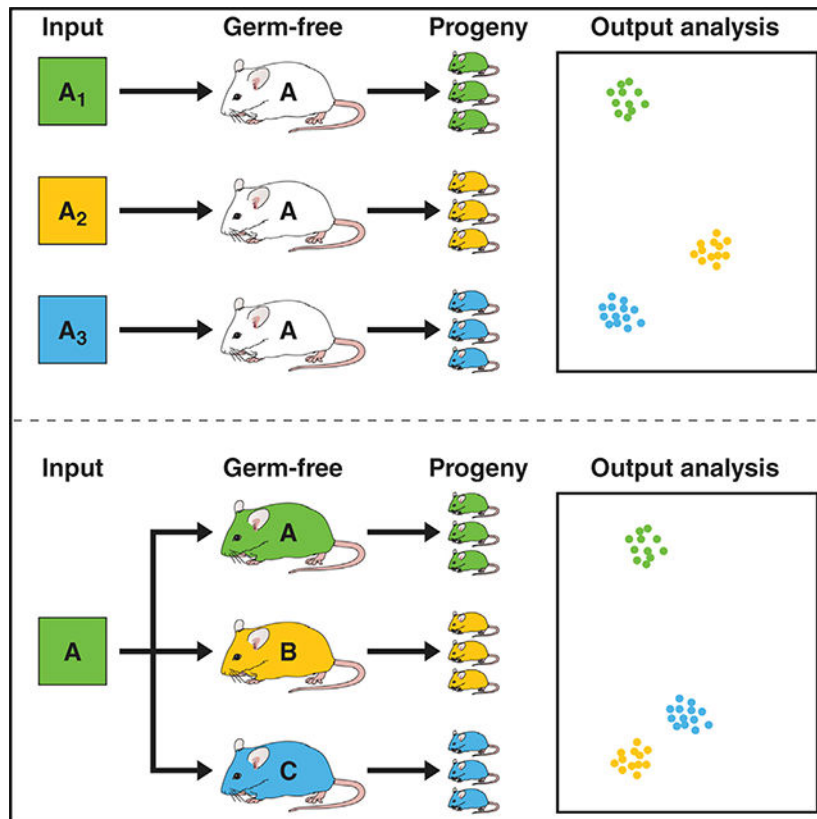 Input Germ-free Progeny Output analysis
A₁ A
A₂ A
A₃ A
Input Germ-free Progeny Output analysis
A
A B
C